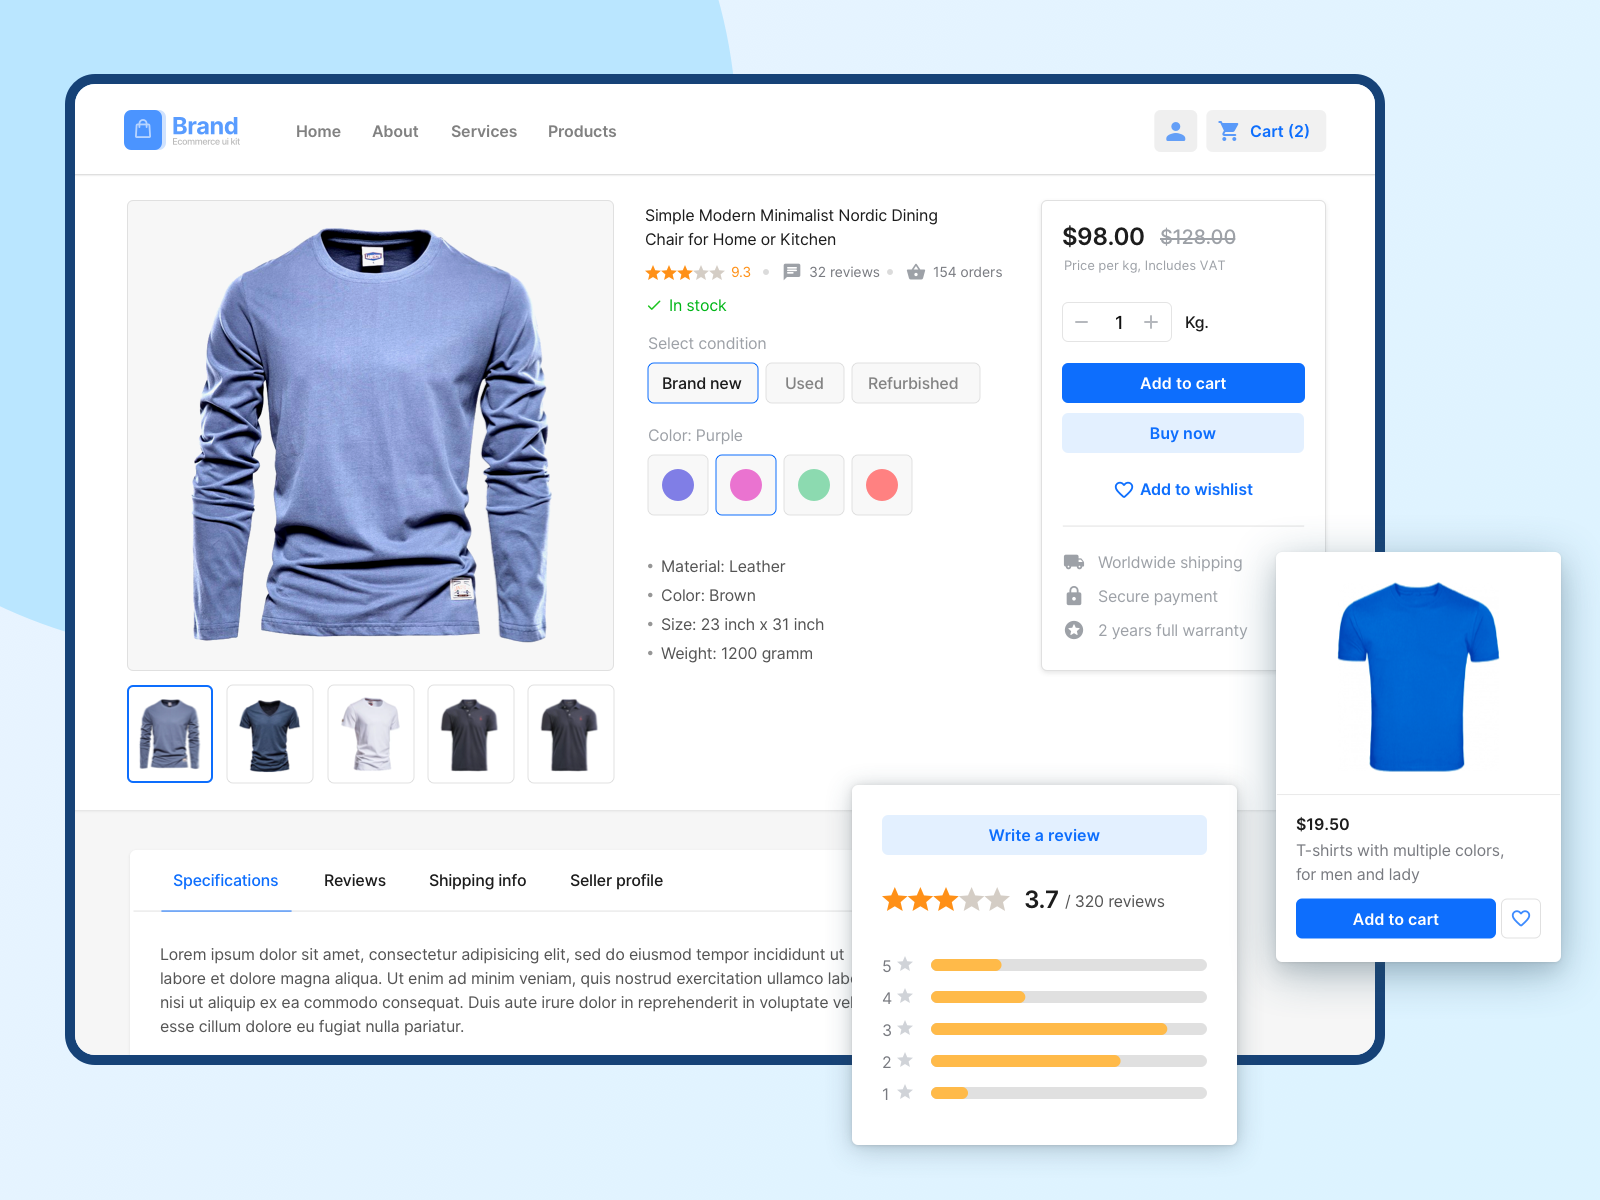 Brand
Ecommerce ui kit
Home
About
Services
Products
Cart (2)
Simple Modern Minimalist Nordic Dining
Chair for Home or Kitchen
9.3
32 reviews
154 orders
In stock
Select condition
Brand new
Used
Refurbished
Color: Purple
• Material: Leather
• Color: Brown
• Size: 23 inch x 31 inch
• Weight: 1200 gramm
$98.00 $128.00
Price per kg, Includes VAT
− 1 + Kg.
Add to cart
Buy now
Add to wishlist
Worldwide shipping
Secure payment
2 years full warranty
$19.50
T-shirts with multiple colors,
for men and lady
Add to cart
Specifications
Reviews
Shipping info
Seller profile
Lorem ipsum dolor sit amet, consectetur adipisicing elit, sed do eiusmod tempor incididunt ut
labore et dolore magna aliqua. Ut enim ad minim veniam, quis nostrud exercitation ullamco
nisi ut aliquip ex ea commodo consequat. Duis aute irure dolor in reprehenderit in voluptate
esse cillum dolore eu fugiat nulla pariatur.
Write a review
3.7 / 320 reviews
5
4
3
2
1